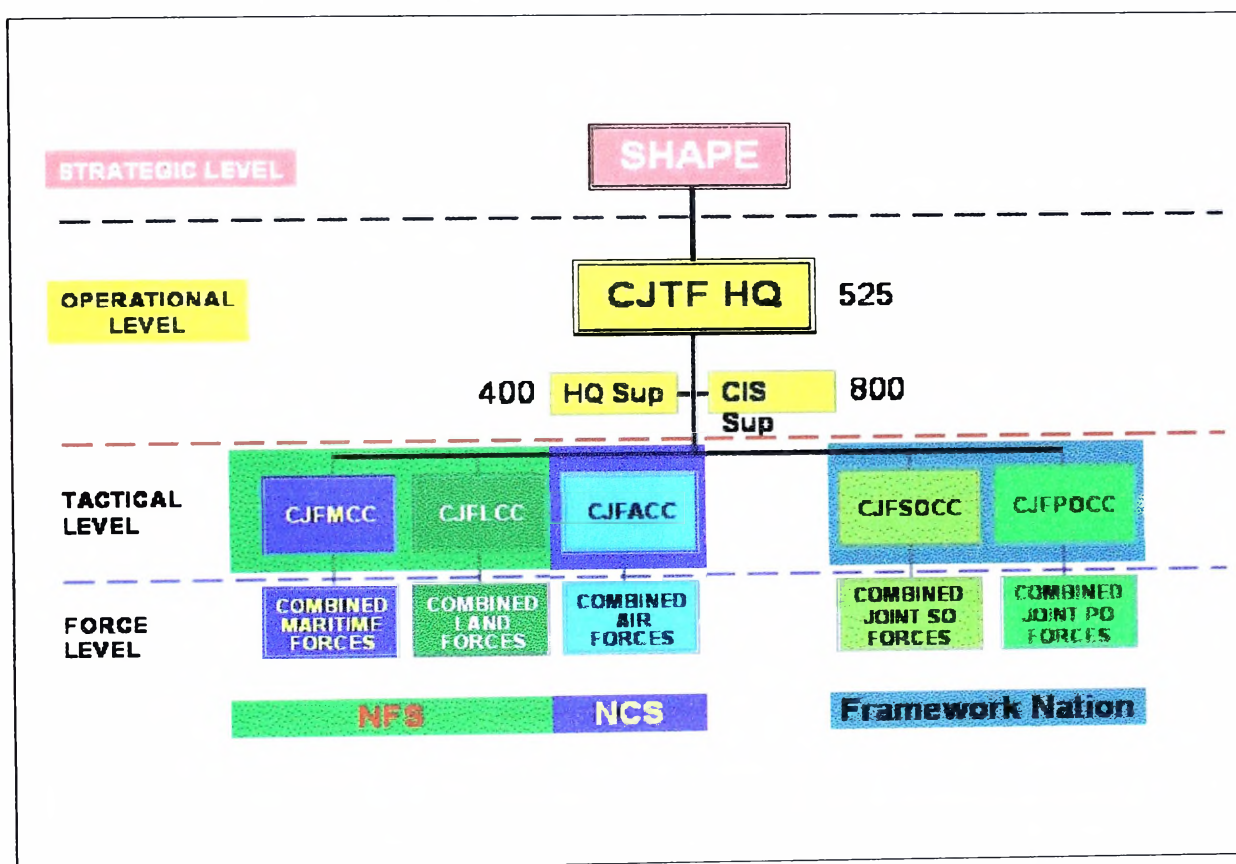 SHAPE
STRATEGIC LEVEL
CJTF HQ
525
OPERATIONAL
LEVEL
400
HQ Sup
CIS
Sup
800
TACTICAL
LEVEL
CJFMCC
CJFLCC
CJFACC
CJFSOCC
CJFPOCC
FORCE
LEVEL
COMBINED
MARITIME
FORCES
COMBINED
LAND
FORCES
COMBINED
AIR
FORCES
COMBINED
JOINT SO
FORCES
COMBINED
JOINT PO
FORCES
NFS
NCS
Framework Nation